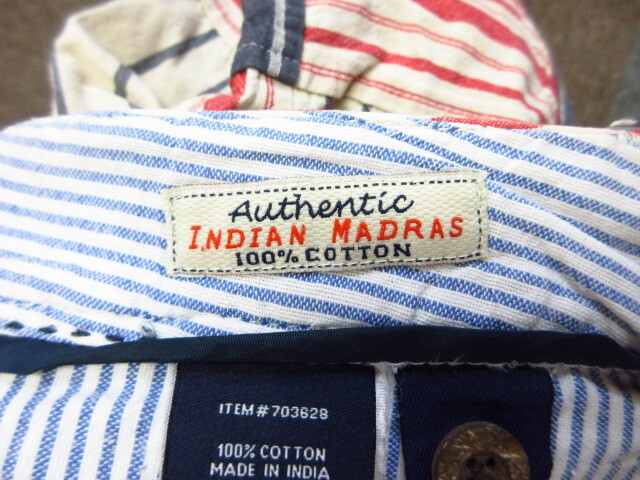 Authentic
INDIAN MADRAS
100% COTTON
ITEM# 703628
100% COTTON
MADE IN INDIA